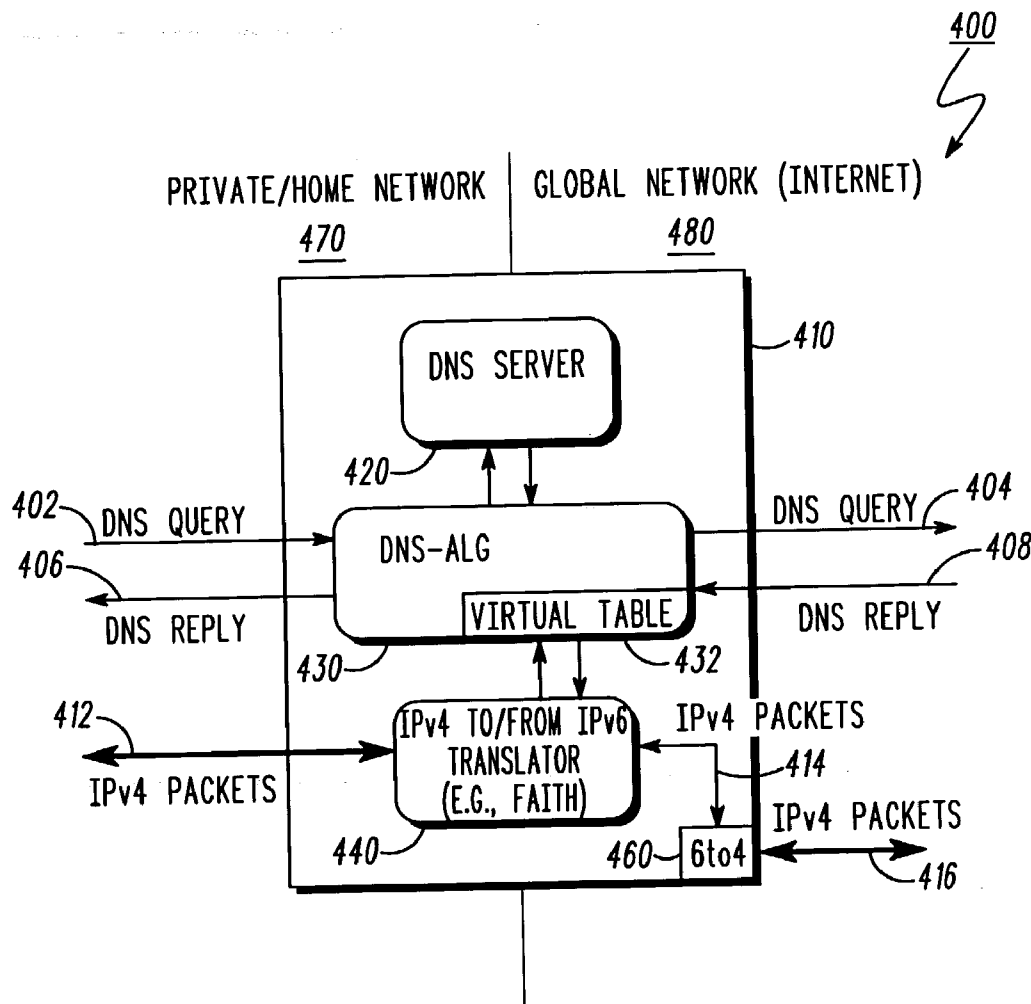 400
PRIVATE/HOME NETWORK
GLOBAL NETWORK (INTERNET)
470
480
410
DNS SERVER
420
402
DNS QUERY
DNS QUERY
404
DNS-ALG
406
408
DNS REPLY
VIRTUAL TABLE
DNS REPLY
430
432
412
IPv4 TO/FROM IPv6
TRANSLATOR
(E.G., FAITH)
IPv4 PACKETS
414
IPv4 PACKETS
IPv4 PACKETS
440
460
6to4
416